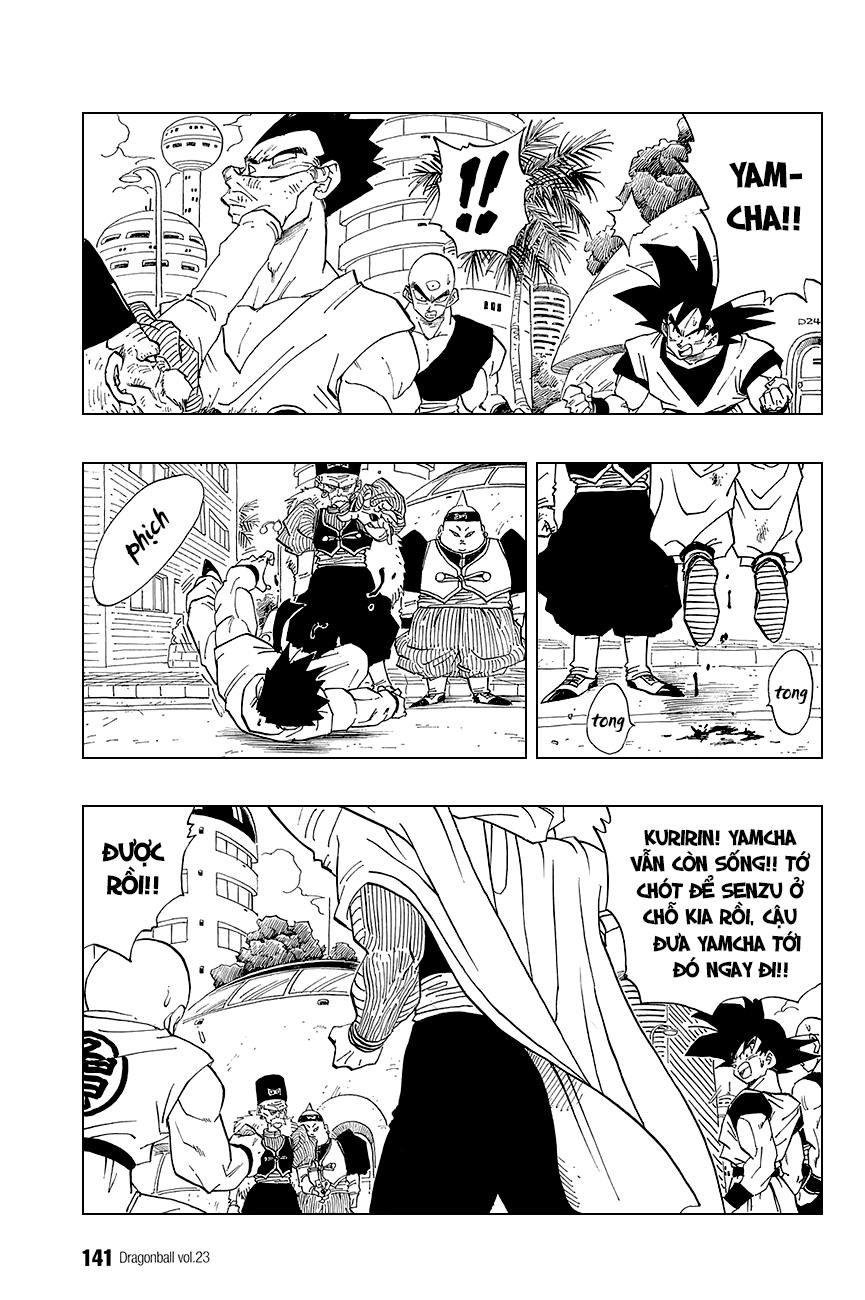 YAM-
CHA!!
!!
D24
tong
tong
phịch
KURIRIN! YAMCHA
VẪN CÒN SỐNG!! TỚ
CHÓT ĐỂ SENZU Ở
CHỖ KIA RỒI, CẬU
ĐƯA YAMCHA TỚI
ĐÓ NGAY ĐI!!
ĐƯỢC
RỒI!!
141 Dragonball vol.23